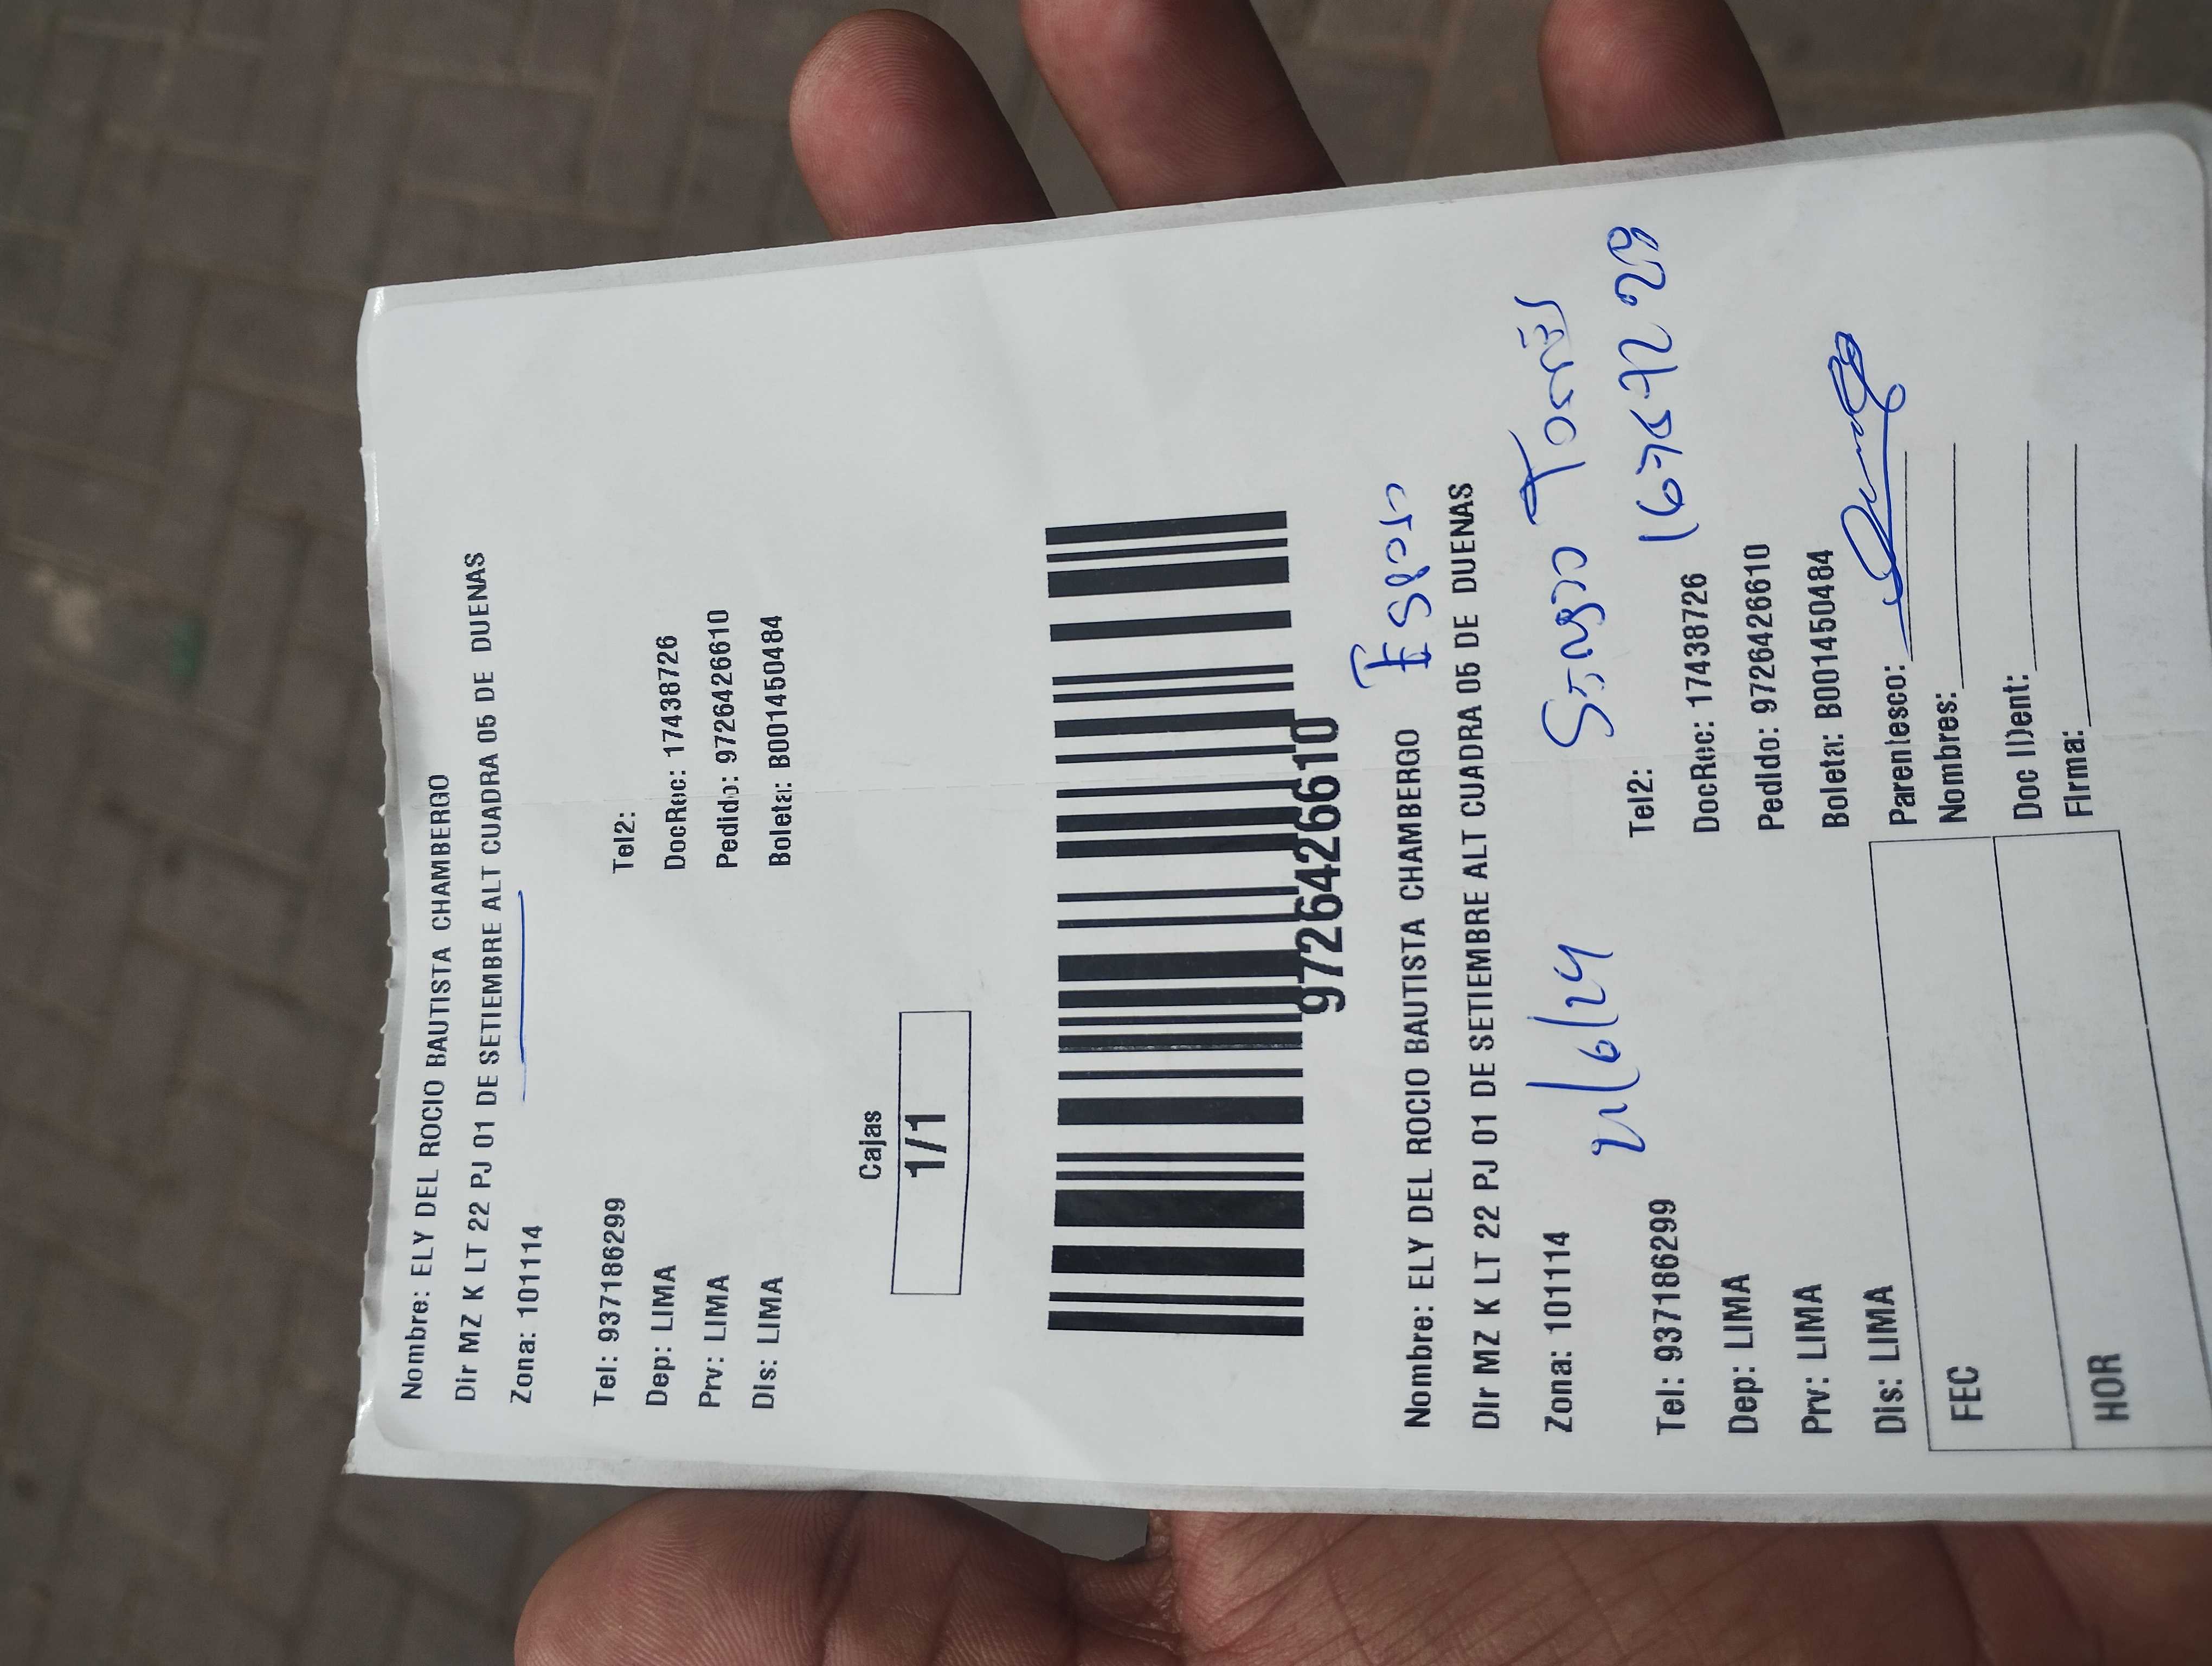 Nombre: ELY DEL ROCIO BAUTISTA CHAMBERGO
Dir MZ K LT 22 PJ 01 DE SETIEMBRE ALT CUADRA 05 DE DUENAS
Zona: 101114
Tel: 937186299 Tel2:
Dep: LIMA DocRec: 17438726
Prv: LIMA Pedido: 9726426610
Dis: LIMA Boleta: B001450484
Cajas
1/1
9726426610
Esposo
Nombre: ELY DEL ROCIO BAUTISTA CHAMBERGO
Dir MZ K LT 22 PJ 01 DE SETIEMBRE ALT CUADRA 05 DE DUENAS
Zona: 101114 Torres
Tel: 937186299 Tel2:
Dep: LIMA DocRec: 17438726
Prv: LIMA Pedido: 9726426610
Dis: LIMA Boleta: B001450484
FEC Parentesco:
Nombres:
HOR Doc IDent:
Firma: